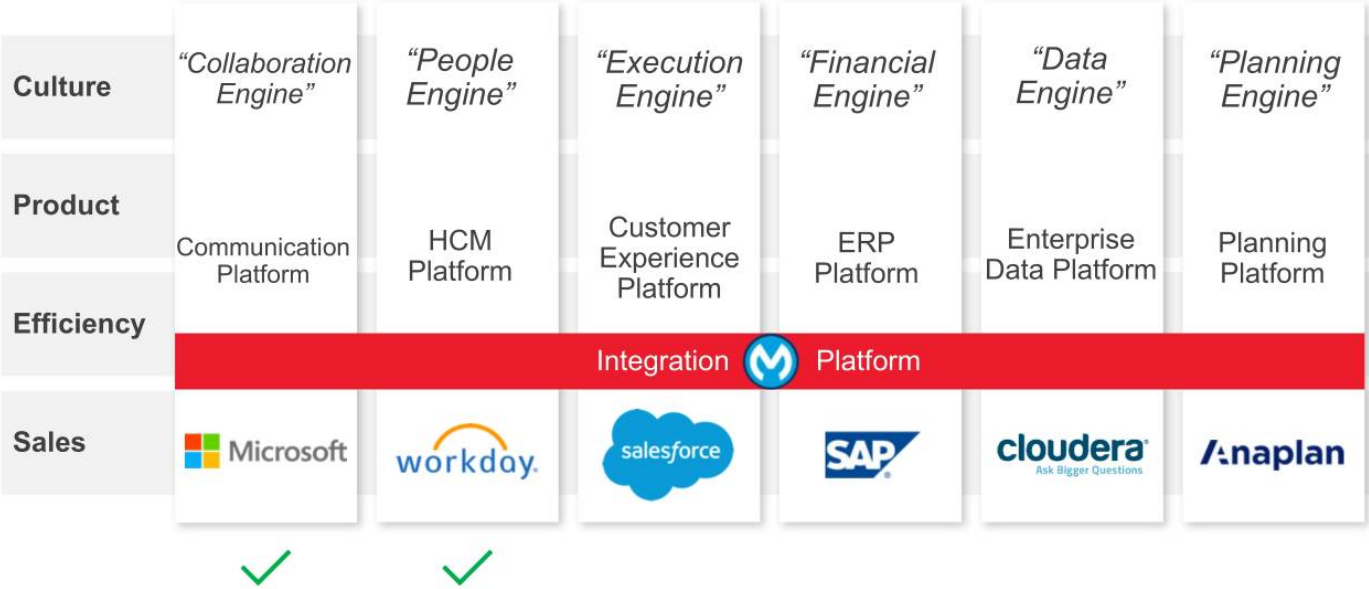 Culture
“Collaboration
Engine”
“People
Engine”
“Execution
Engine”
“Financial
Engine”
“Data
Engine”
“Planning
Engine”
Product
Communication
Platform
HCM
Platform
Customer
Experience
Platform
ERP
Platform
Enterprise
Data Platform
Planning
Platform
Efficiency
Integration Platform
Sales
Microsoft
workday.
salesforce
SAP
cloudera
Ask Bigger Questions
Anaplan